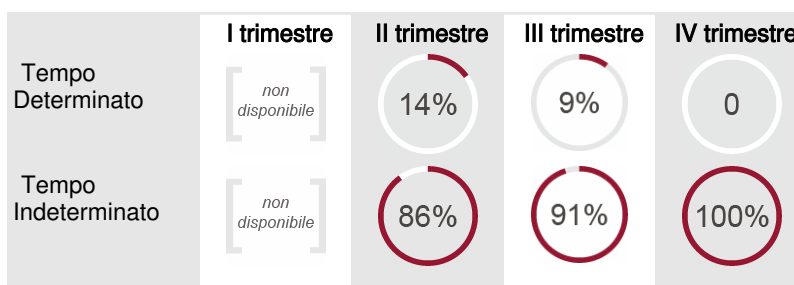 I trimestre II trimestre III trimestre IV trimestre
Tempo
Determinato
non
disponibile
14%
9%
0
Tempo
Indeterminato
non
disponibile
86%
91%
100%